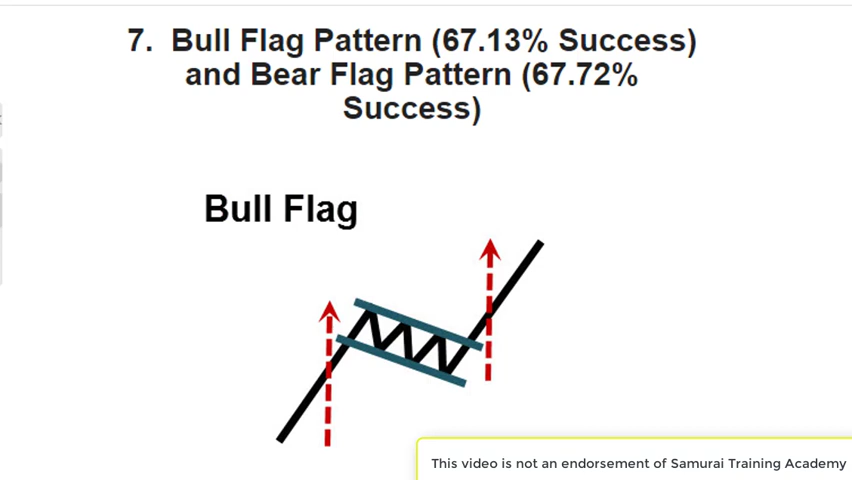 7. Bull Flag Pattern (67.13% Success)
and Bear Flag Pattern (67.72%
Success)
Bull Flag
This video is not an endorsement of Samurai Training Academy